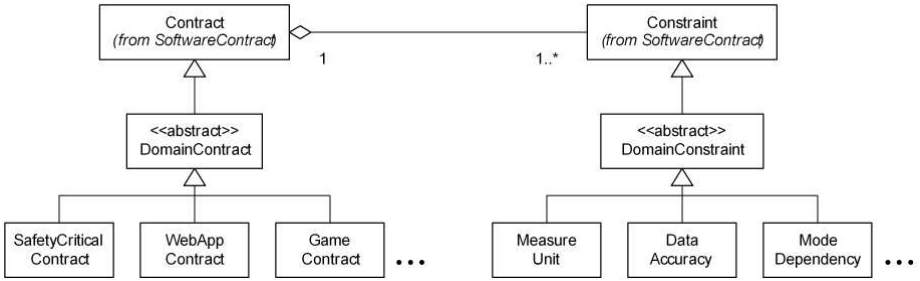 Contract
(from SoftwareContract)
Constraint
(from SoftwareContract)
1
1..*
<<abstract>>
DomainContract
<<abstract>>
DomainConstraint
SafetyCritical
Contract
WebApp
Contract
Game
Contract
...
Measure
Unit
Data
Accuracy
Mode
Dependency
...